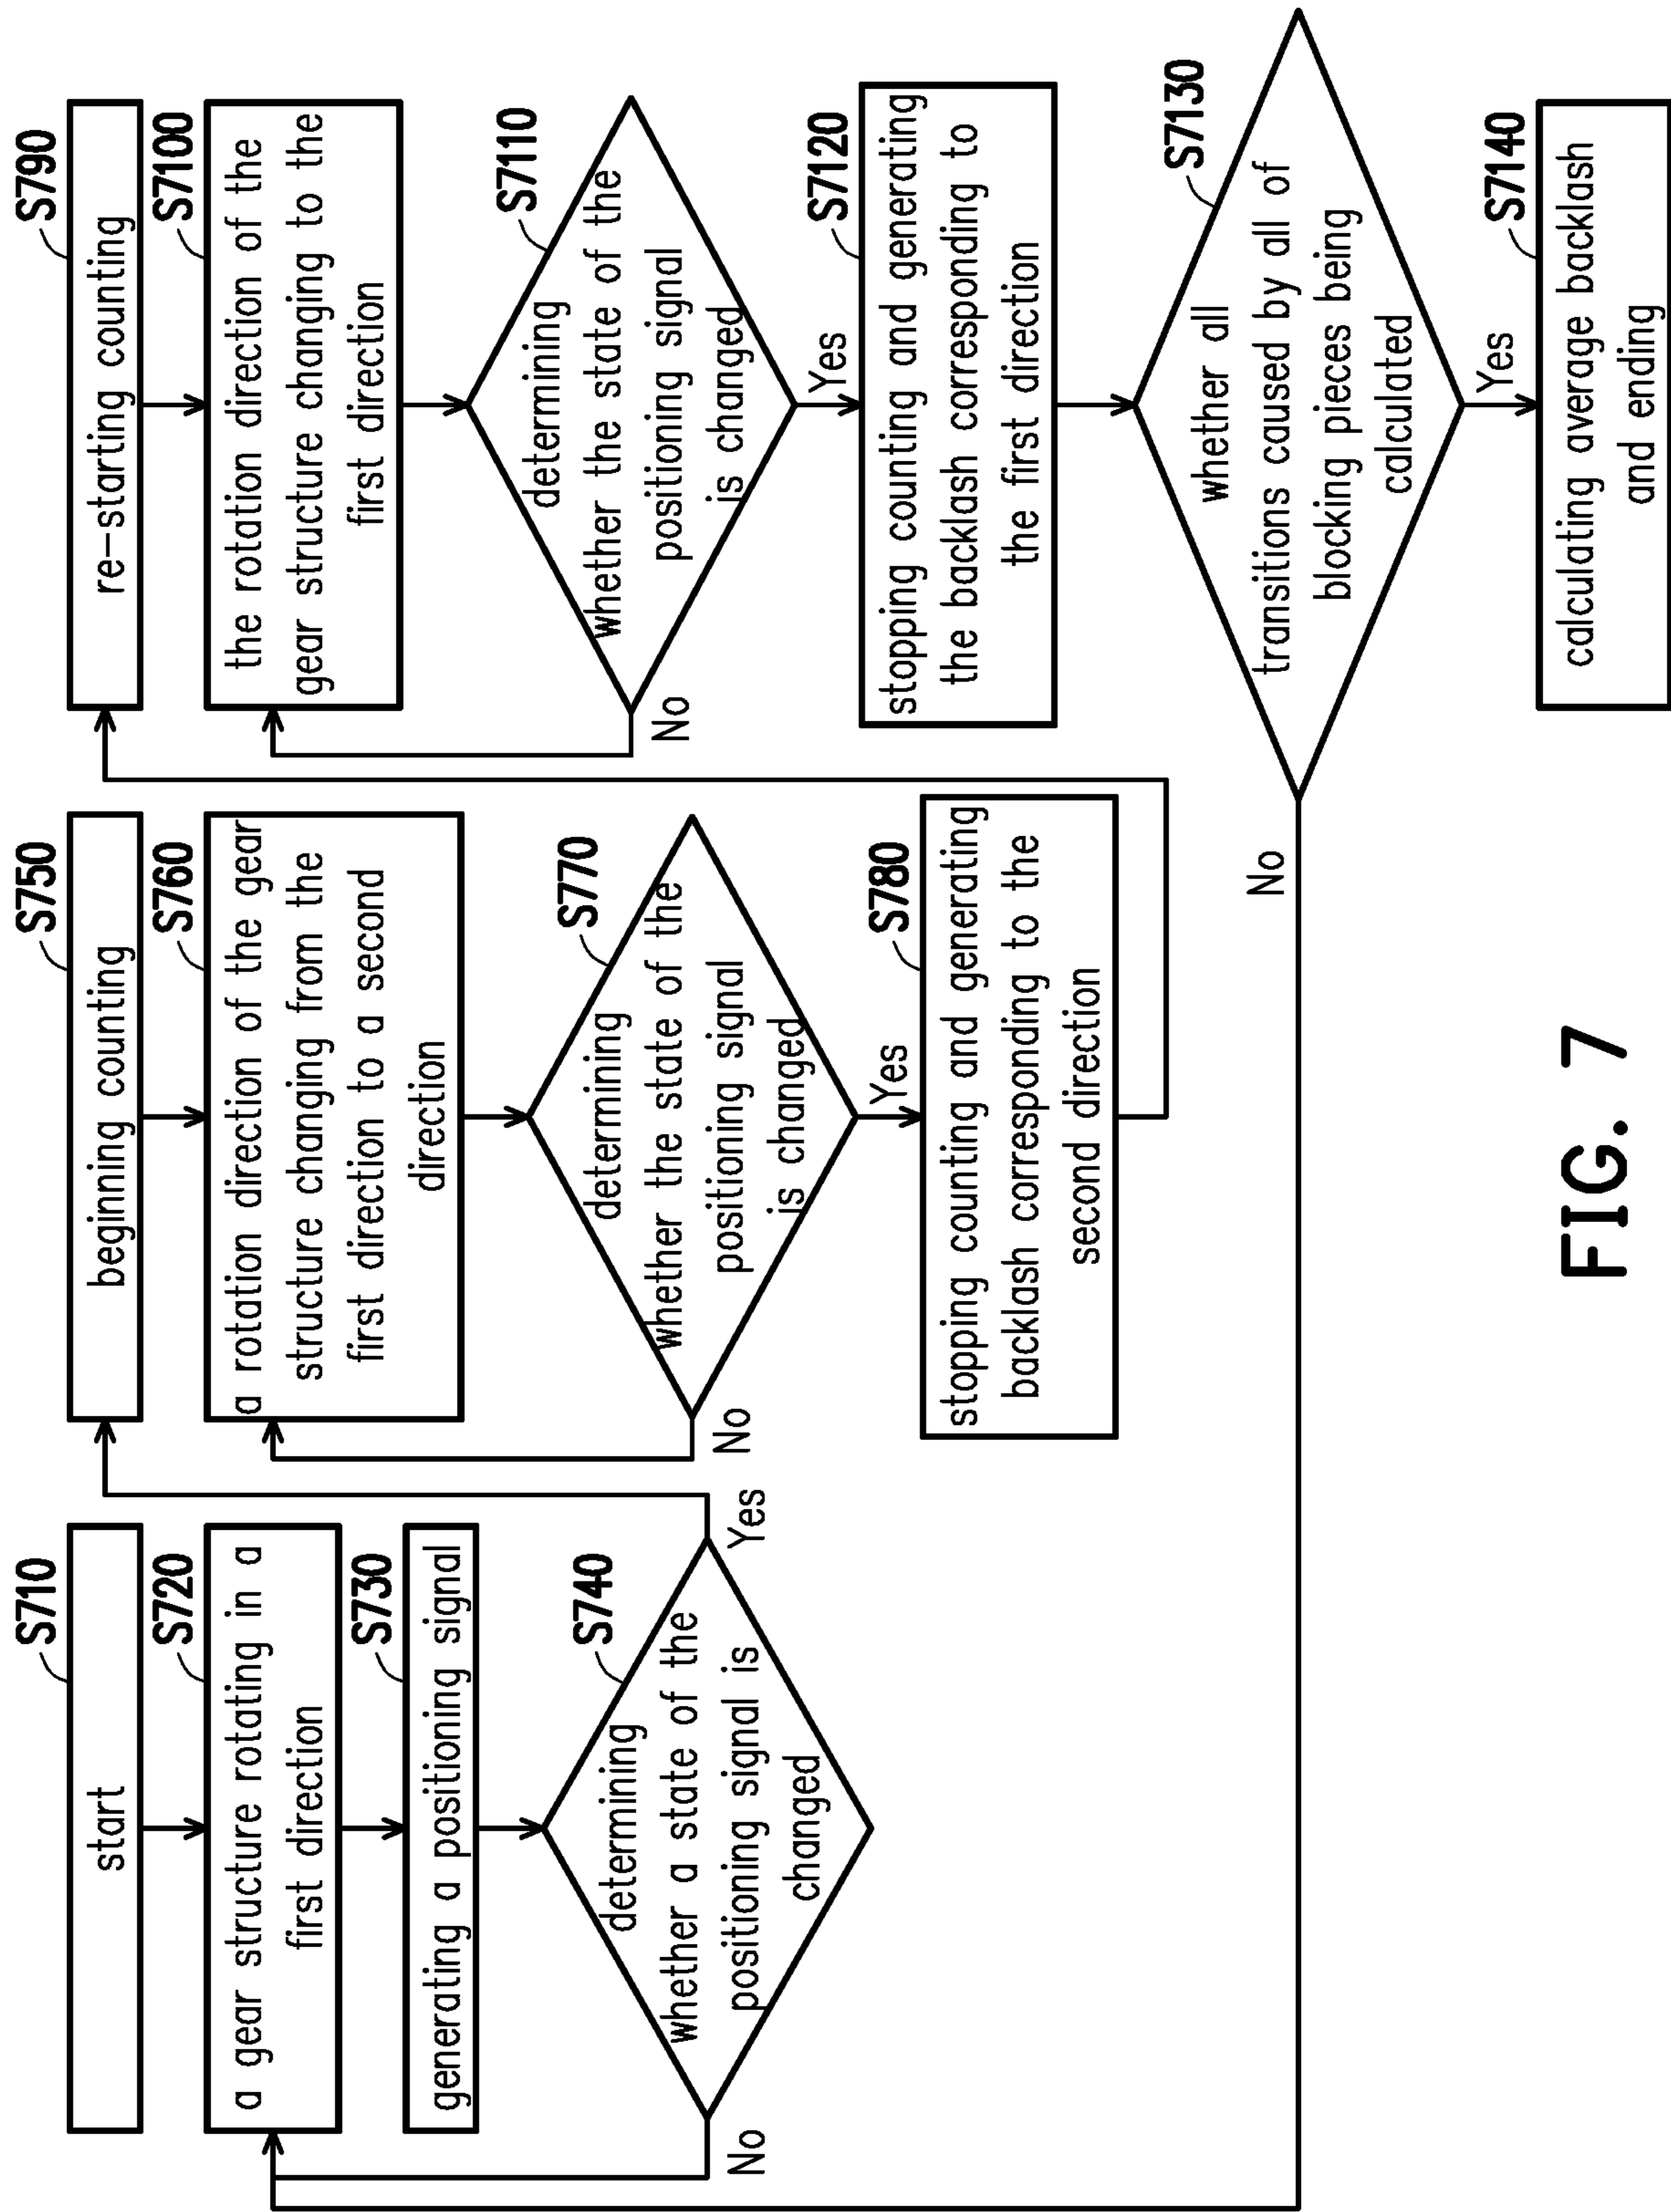 S710
start
S720
a gear structure rotating in a
first direction
S730
generating a positioning signal
S740
determining
whether a state of the
positioning signal is
changed
No
Yes
S750
beginning counting
S760
a rotation direction of the gear
structure changing from the
first direction to a second
direction
S770
determining
whether the state of the
positioning signal
is changed
No
Yes
S780
stopping counting and generating
backlash corresponding to the
second direction
S790
re-starting counting
S7100
the rotation direction of the
gear structure changing to the
first direction
S7110
determining
whether the state of the
positioning signal
is changed
No
Yes
S7120
stopping counting and generating
the backlash corresponding to
the first direction
S7130
whether all
transitions caused by all of
blocking pieces being
calculated
No
Yes
S7140
calculating average backlash
and ending
FIG. 7